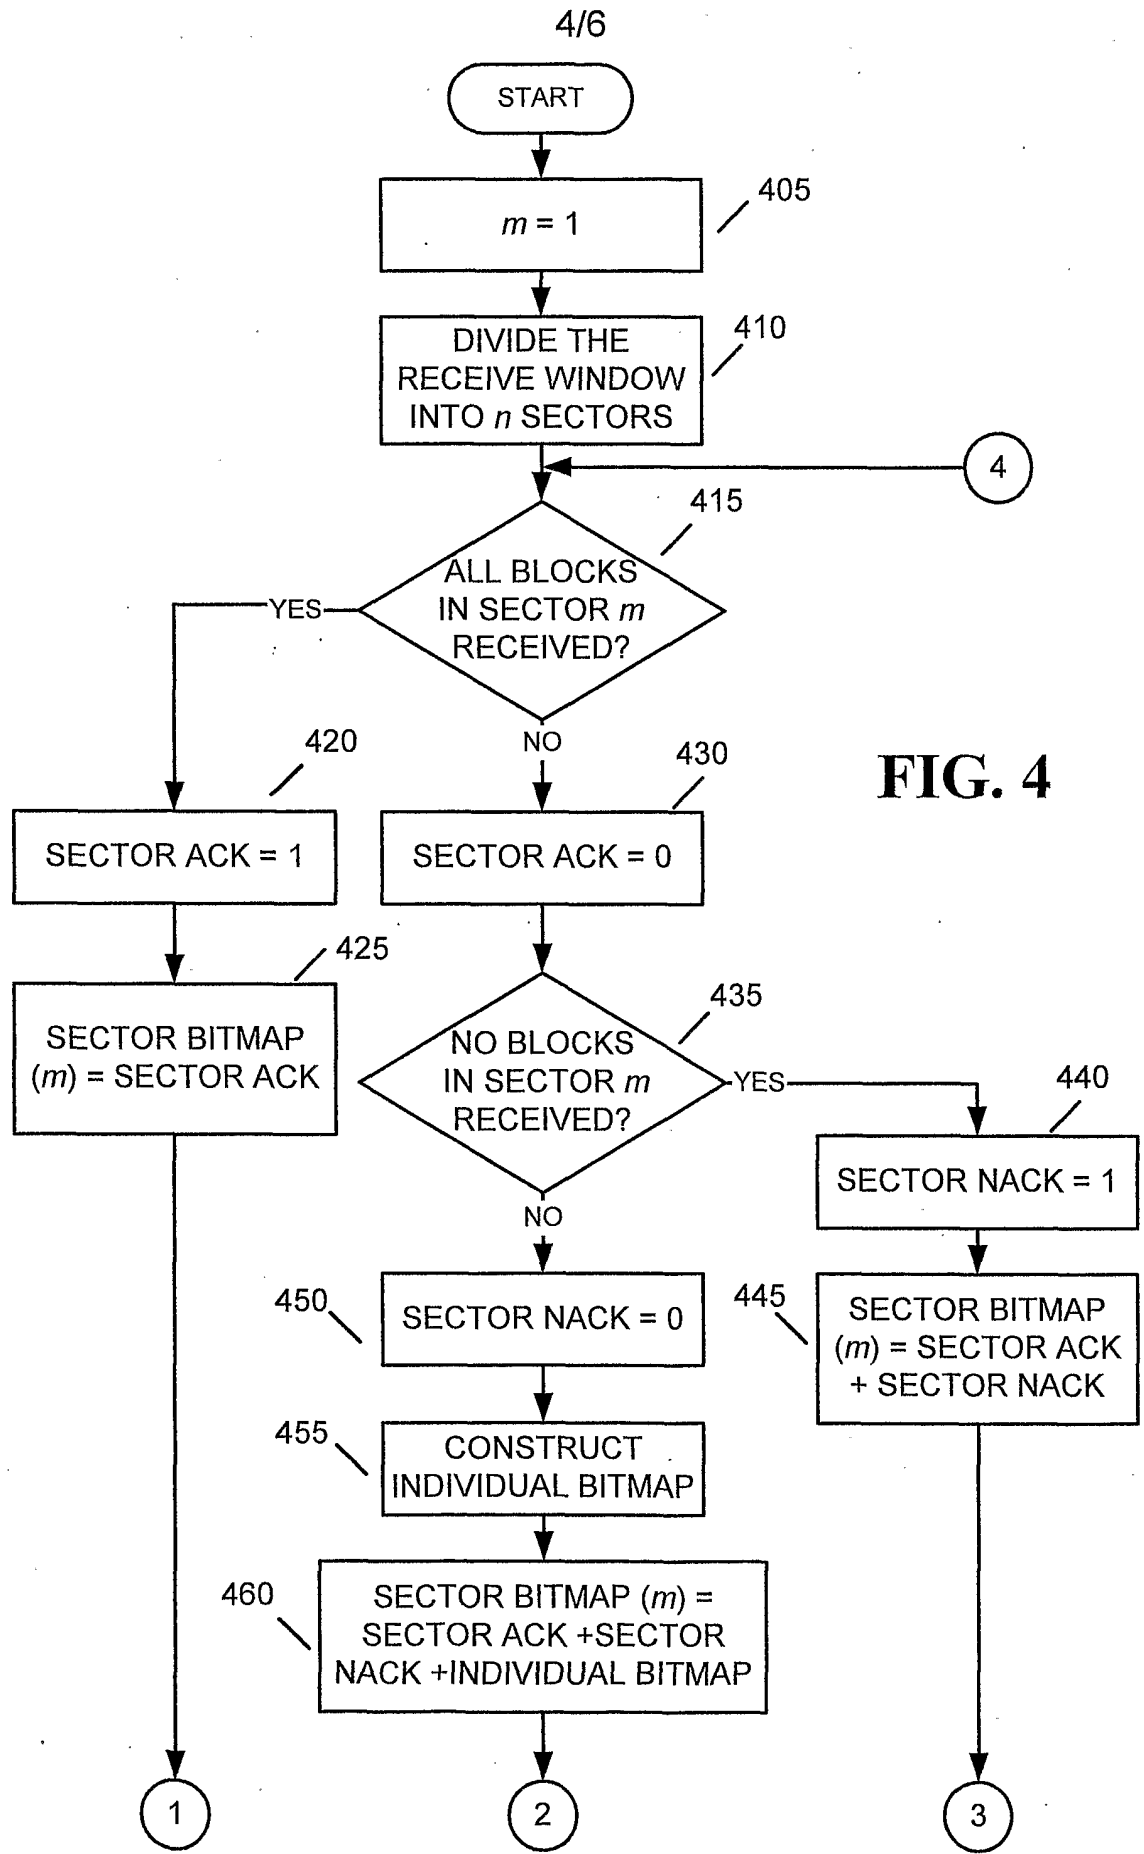 4/6
START
405
m = 1
410
DIVIDE THE
RECEIVE WINDOW
INTO n SECTORS
4
415
ALL BLOCKS
IN SECTOR m
RECEIVED?
YES
NO
420
430
FIG. 4
SECTOR ACK = 1
SECTOR ACK = 0
425
435
SECTOR BITMAP
(m) = SECTOR ACK
NO BLOCKS
IN SECTOR m
RECEIVED?
YES
440
SECTOR NACK = 1
NO
450
SECTOR NACK = 0
445
SECTOR BITMAP
(m) = SECTOR ACK
+ SECTOR NACK
455
CONSTRUCT
INDIVIDUAL BITMAP
460
SECTOR BITMAP (m) =
SECTOR ACK +SECTOR
NACK +INDIVIDUAL BITMAP
1
2
3